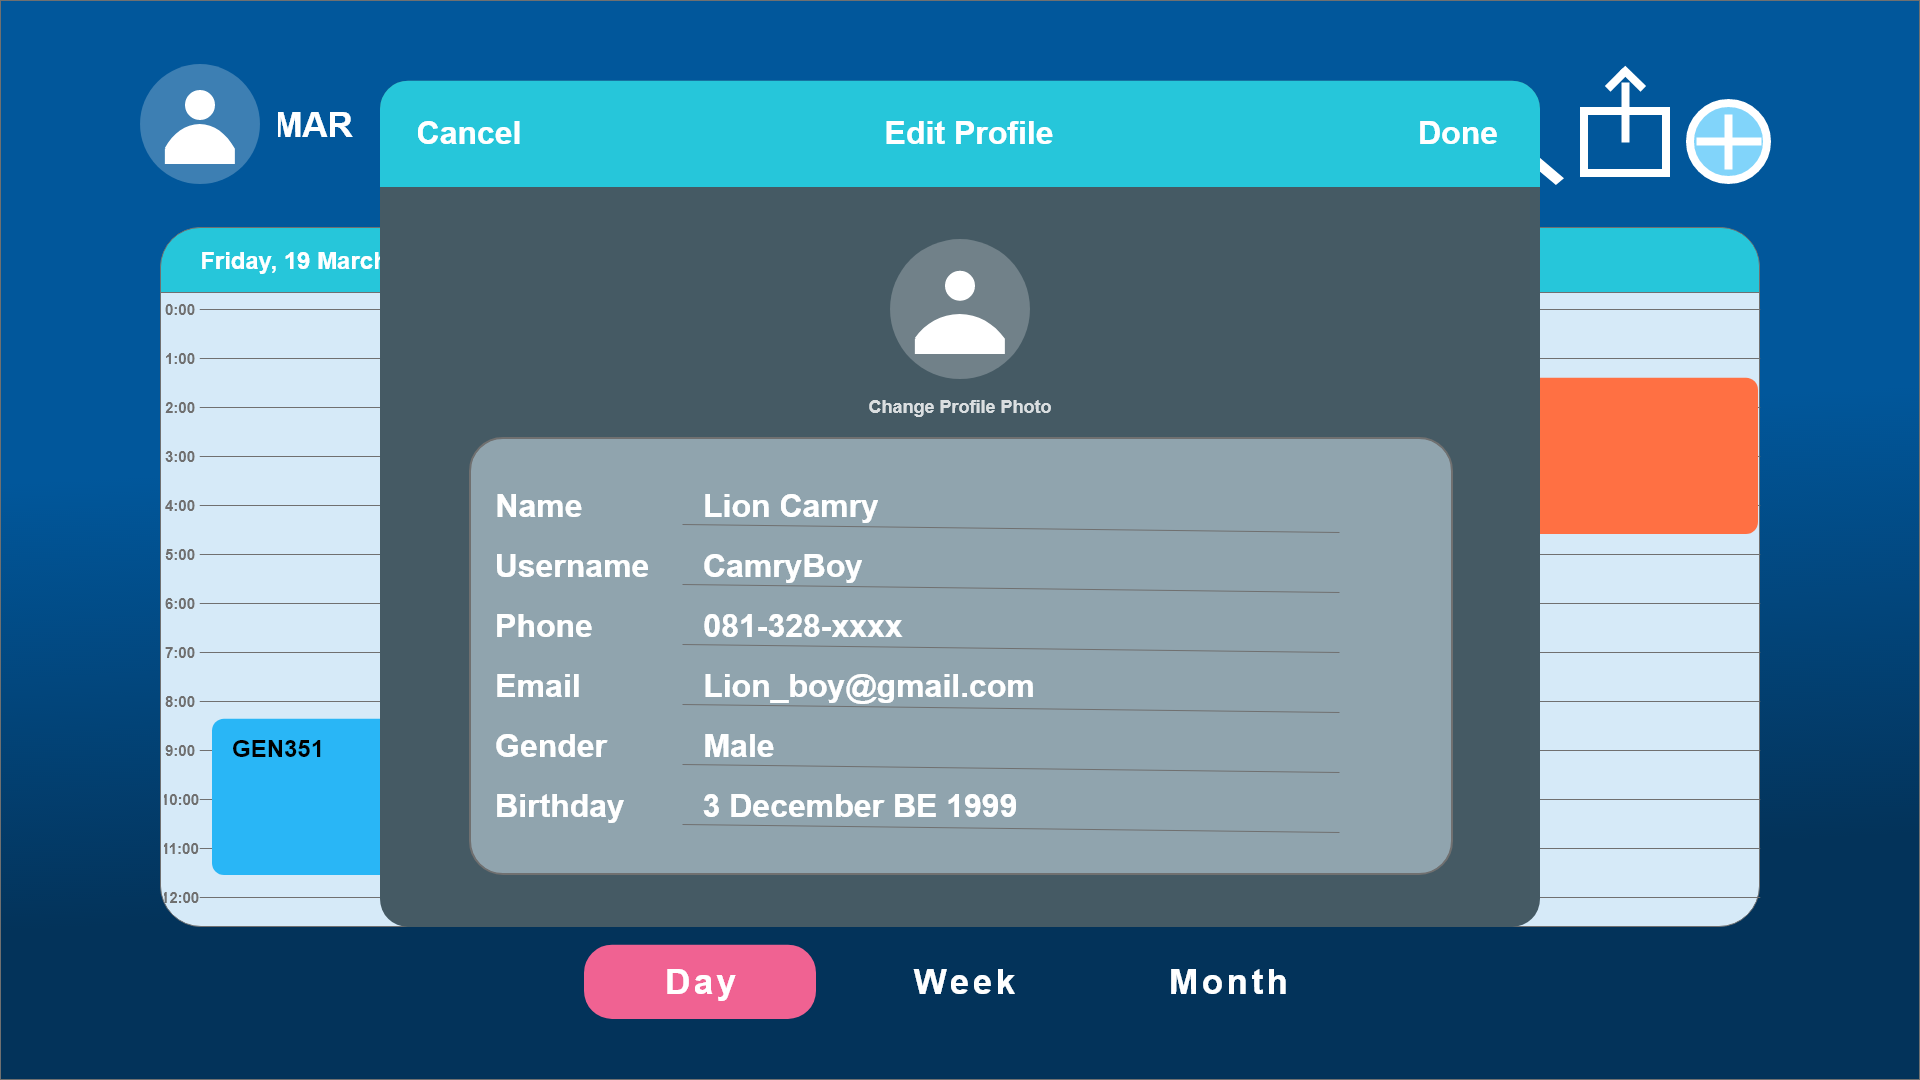 MAR
Cancel
Edit Profile
Done
Friday, 19 March
0:00
1:00
2:00
3:00
4:00
5:00
6:00
7:00
8:00
9:00
10:00
11:00
12:00
GEN351
Change Profile Photo
Name Lion Camry
Username CamryBoy
Phone 081-328-xxxx
Email Lion_boy@gmail.com
Gender Male
Birthday 3 December BE 1999
Day
Week
Month